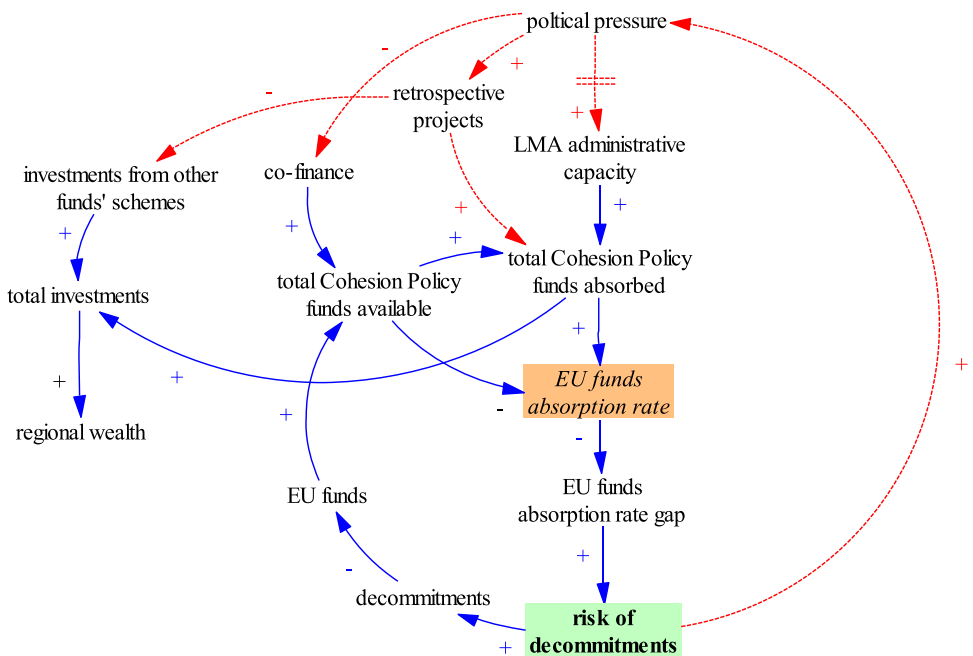 poltical pressure
-
+
-
retrospective
projects
+
LMA administrative
capacity
investments from other
funds' schemes
co-finance
+
+
+
+
+
total Cohesion Policy
funds absorbed
total Cohesion Policy
funds available
total investments
+
+
+
+
EU funds
absorption rate
-
+
regional wealth
-
EU funds
EU funds
absorption rate gap
+
-
decommitments
risk of
decommitments
+